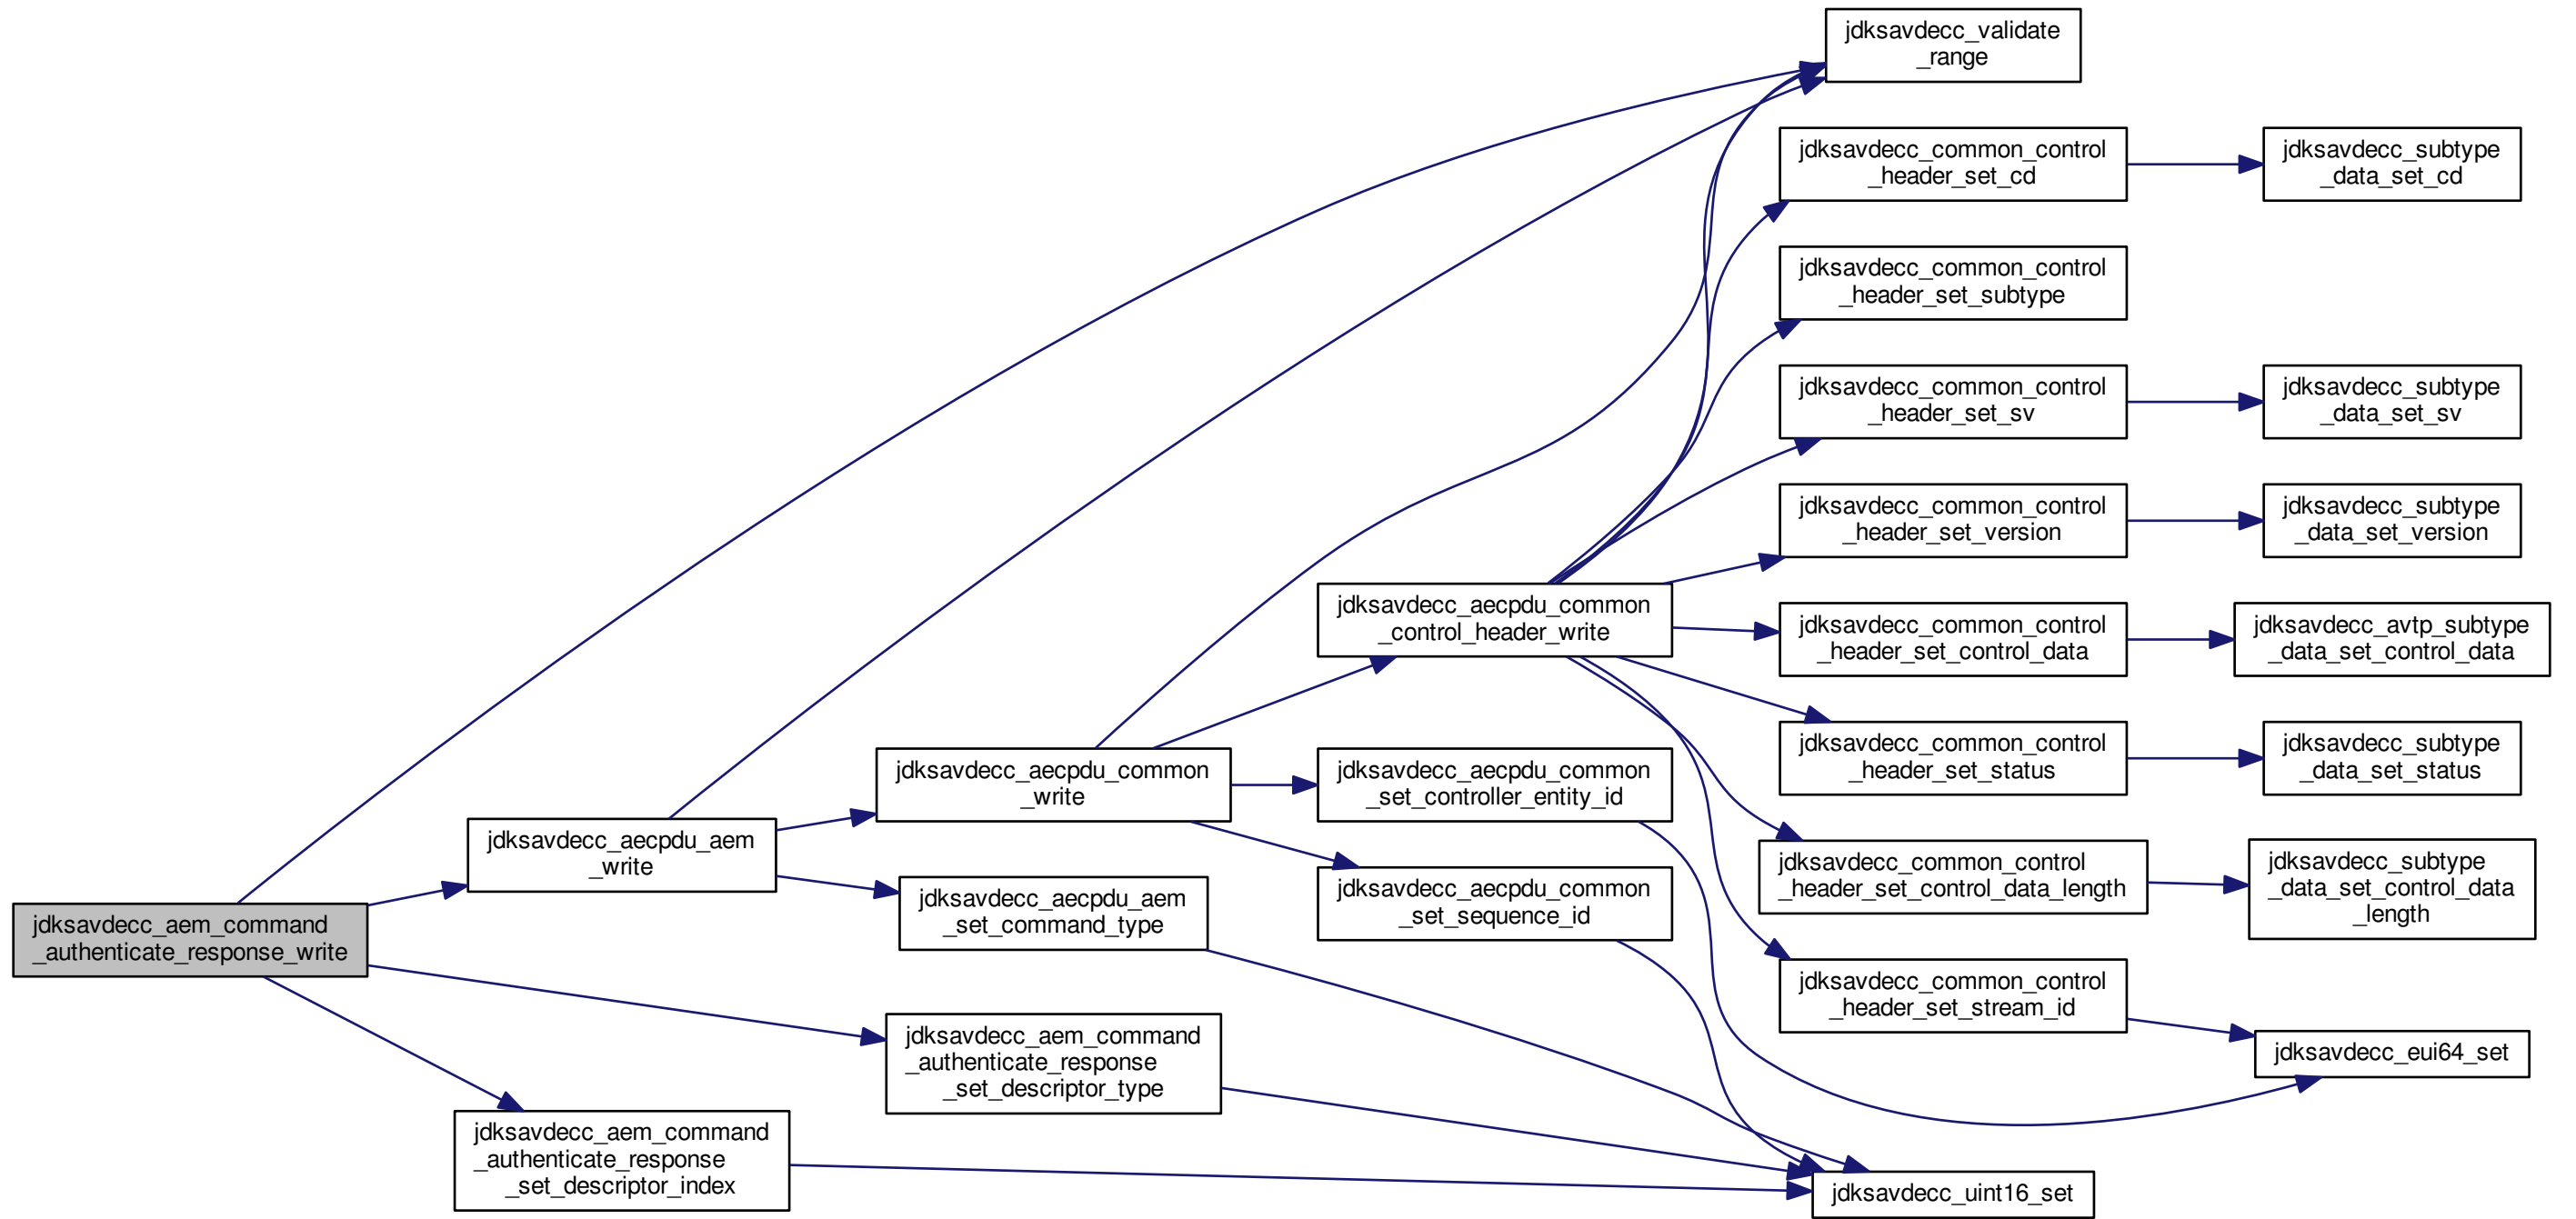 jdksavdecc_aem_command
_authenticate_response_write
jdksavdecc_aecpdu_aem
_write
jdksavdecc_aem_command
_authenticate_response
_set_descriptor_index
jdksavdecc_aecpdu_common
_write
jdksavdecc_aecpdu_aem
_set_command_type
jdksavdecc_aem_command
_authenticate_response
_set_descriptor_type
jdksavdecc_aecpdu_common
_control_header_write
jdksavdecc_aecpdu_common
_set_controller_entity_id
jdksavdecc_aecpdu_common
_set_sequence_id
jdksavdecc_validate
_range
jdksavdecc_common_control
_header_set_cd
jdksavdecc_common_control
_header_set_subtype
jdksavdecc_common_control
_header_set_sv
jdksavdecc_common_control
_header_set_version
jdksavdecc_common_control
_header_set_control_data
jdksavdecc_common_control
_header_set_status
jdksavdecc_common_control
_header_set_control_data_length
jdksavdecc_common_control
_header_set_stream_id
jdksavdecc_uint16_set
jdksavdecc_subtype
_data_set_cd
jdksavdecc_subtype
_data_set_sv
jdksavdecc_subtype
_data_set_version
jdksavdecc_avtp_subtype
_data_set_control_data
jdksavdecc_subtype
_data_set_status
jdksavdecc_subtype
_data_set_control_data
_length
jdksavdecc_eui64_set